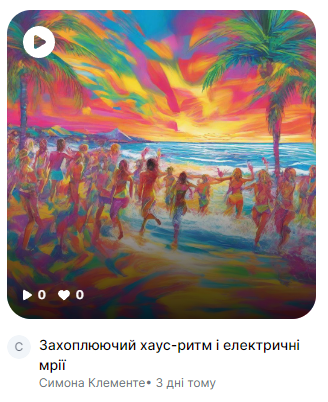 0 0
С
Захоплюючий хаус-ритм і електричні
мрії
Симона Клементе• 3 дні тому